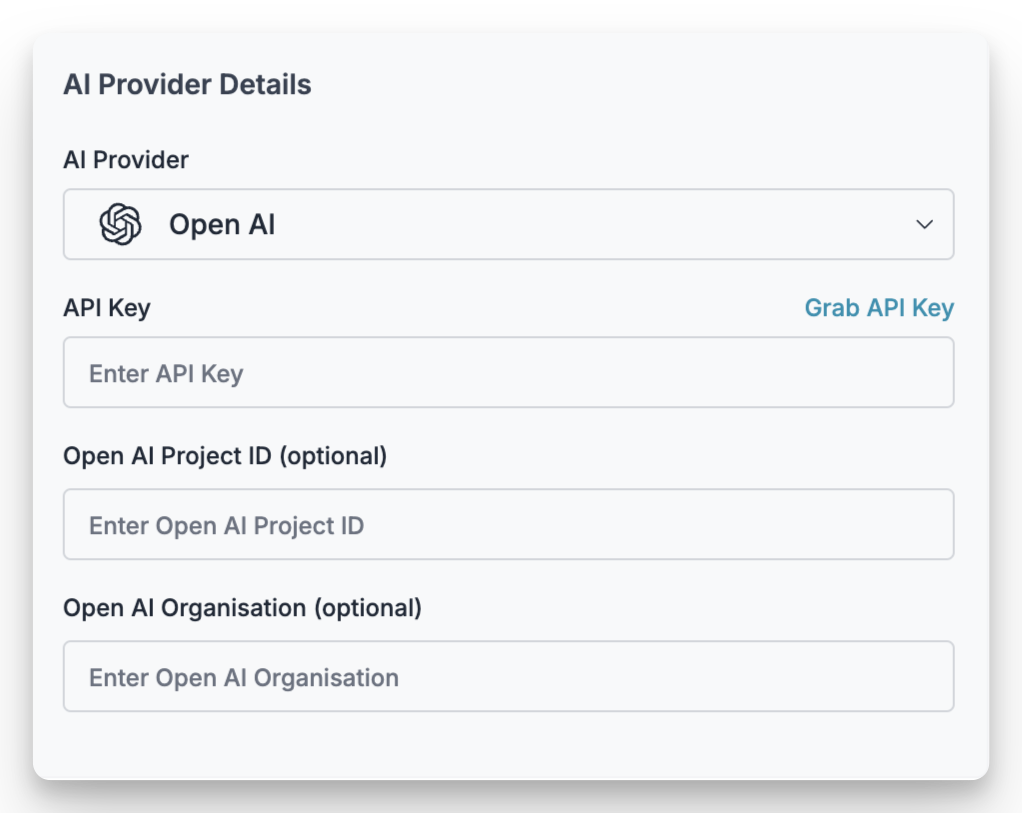 AI Provider Details
AI Provider
Open AI
API Key Grab API Key
Enter API Key
Open AI Project ID (optional)
Enter Open AI Project ID
Open AI Organisation (optional)
Enter Open AI Organisation